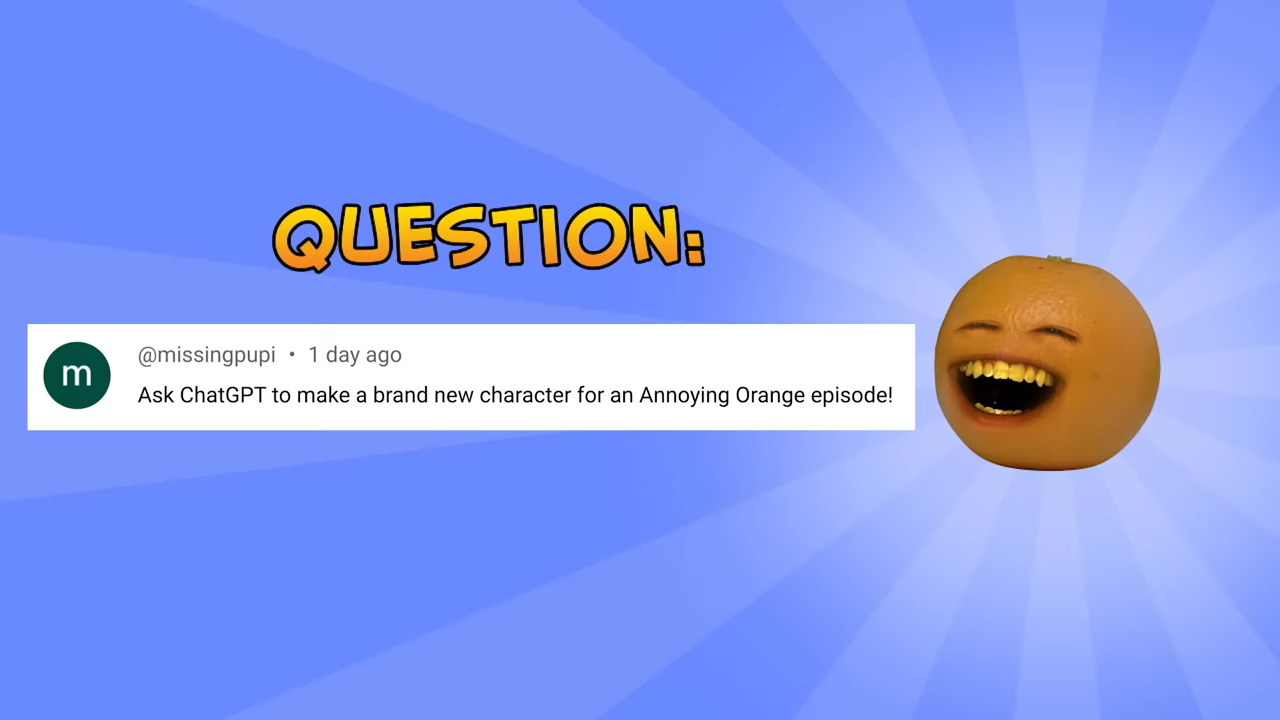 QUESTION:
m
@missingpupi • 1 day ago
Ask ChatGPT to make a brand new character for an Annoying Orange episode!